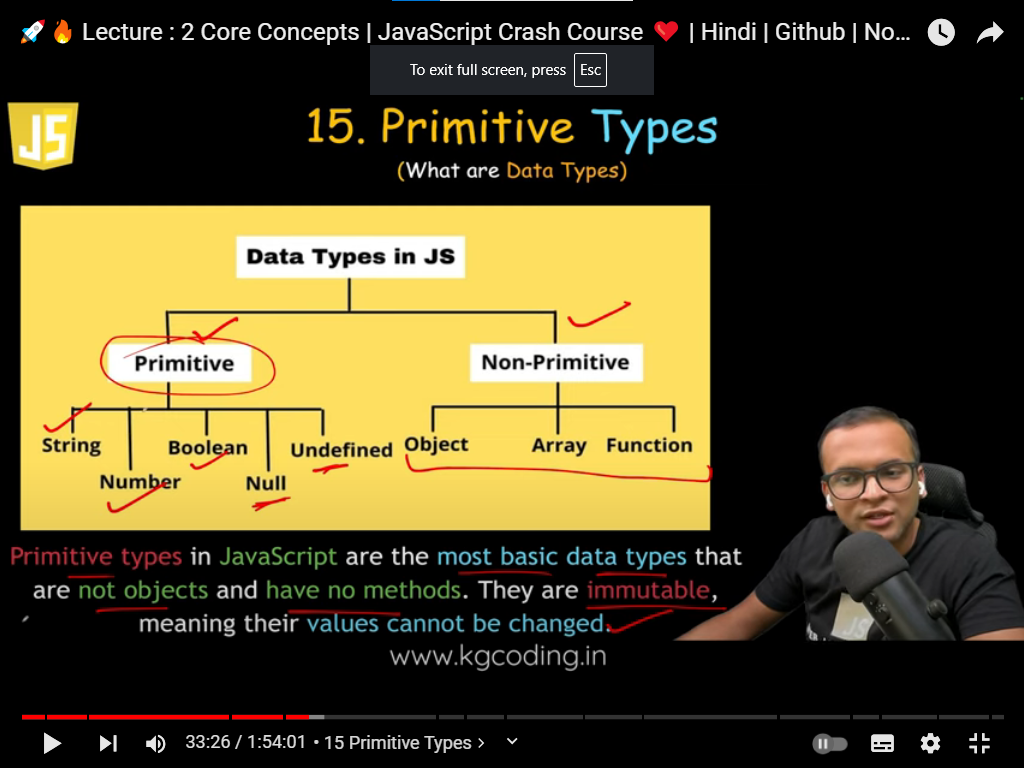 🚀🔥 Lecture : 2 Core Concepts | JavaScript Crash Course ❤️ | Hindi | Github | No...
To exit full screen, press Esc
JS
15. Primitive Types
(What are Data Types)
Data Types in JS
Primitive
Non-Primitive
String
Boolean
Undefined
Object
Array
Function
Number
Null
Primitive types in JavaScript are the most basic data types that
are not objects and have no methods. They are immutable,
meaning their values cannot be changed.
www.kgcoding.in
JS
33:26 / 1:54:01 • 15 Primitive Types >